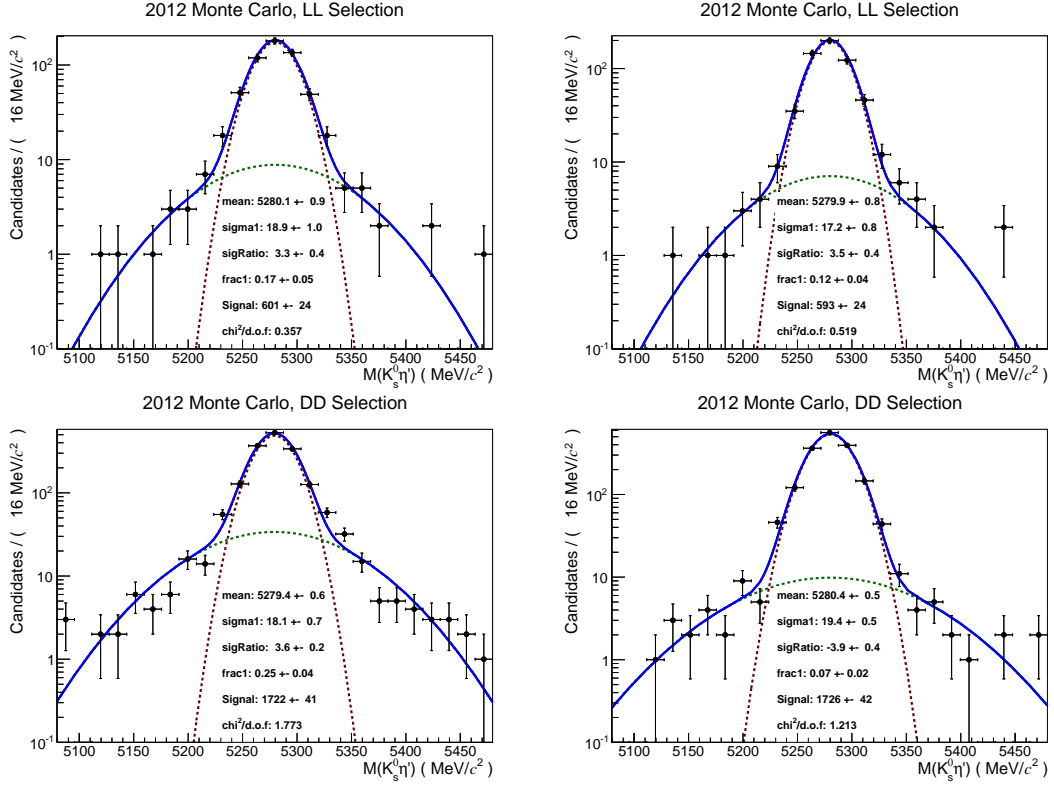 2012 Monte Carlo, LL Selection
Candidates / ( 16 MeV/c²
10²
10
1
10⁻¹
mean: 5280.1 +- 0.9
sigma1: 18.9 +- 1.0
sigRatio: 3.3 +- 0.4
frac1: 0.17 +- 0.05
Signal: 601 +- 24
chi²/d.o.f: 0.357
5100 5150 5200 5250 5300 5350 5400 5450
M(K⁰ₛη') ( MeV/c² )
2012 Monte Carlo, LL Selection
Candidates / ( 16 MeV/c²
10²
10
1
10⁻¹
mean: 5279.9 +- 0.8
sigma1: 17.2 +- 0.8
sigRatio: 3.5 +- 0.4
frac1: 0.12 +- 0.04
Signal: 593 +- 24
chi²/d.o.f: 0.519
5100 5150 5200 5250 5300 5350 5400 5450
M(K⁰ₛη') ( MeV/c² )
2012 Monte Carlo, DD Selection
Candidates / ( 16 MeV/c²
10²
10
1
10⁻¹
mean: 5279.4 +- 0.6
sigma1: 18.1 +- 0.7
sigRatio: 3.6 +- 0.2
frac1: 0.25 +- 0.04
Signal: 1722 +- 41
chi²/d.o.f: 1.773
5100 5150 5200 5250 5300 5350 5400 5450
M(K⁰ₛη') ( MeV/c² )
2012 Monte Carlo, DD Selection
Candidates / ( 16 MeV/c²
10²
10
1
10⁻¹
mean: 5280.4 +- 0.5
sigma1: 19.4 +- 0.5
sigRatio: -3.9 +- 0.4
frac1: 0.07 +- 0.02
Signal: 1726 +- 42
chi²/d.o.f: 1.213
5100 5150 5200 5250 5300 5350 5400 5450
M(K⁰ₛη') ( MeV/c² )